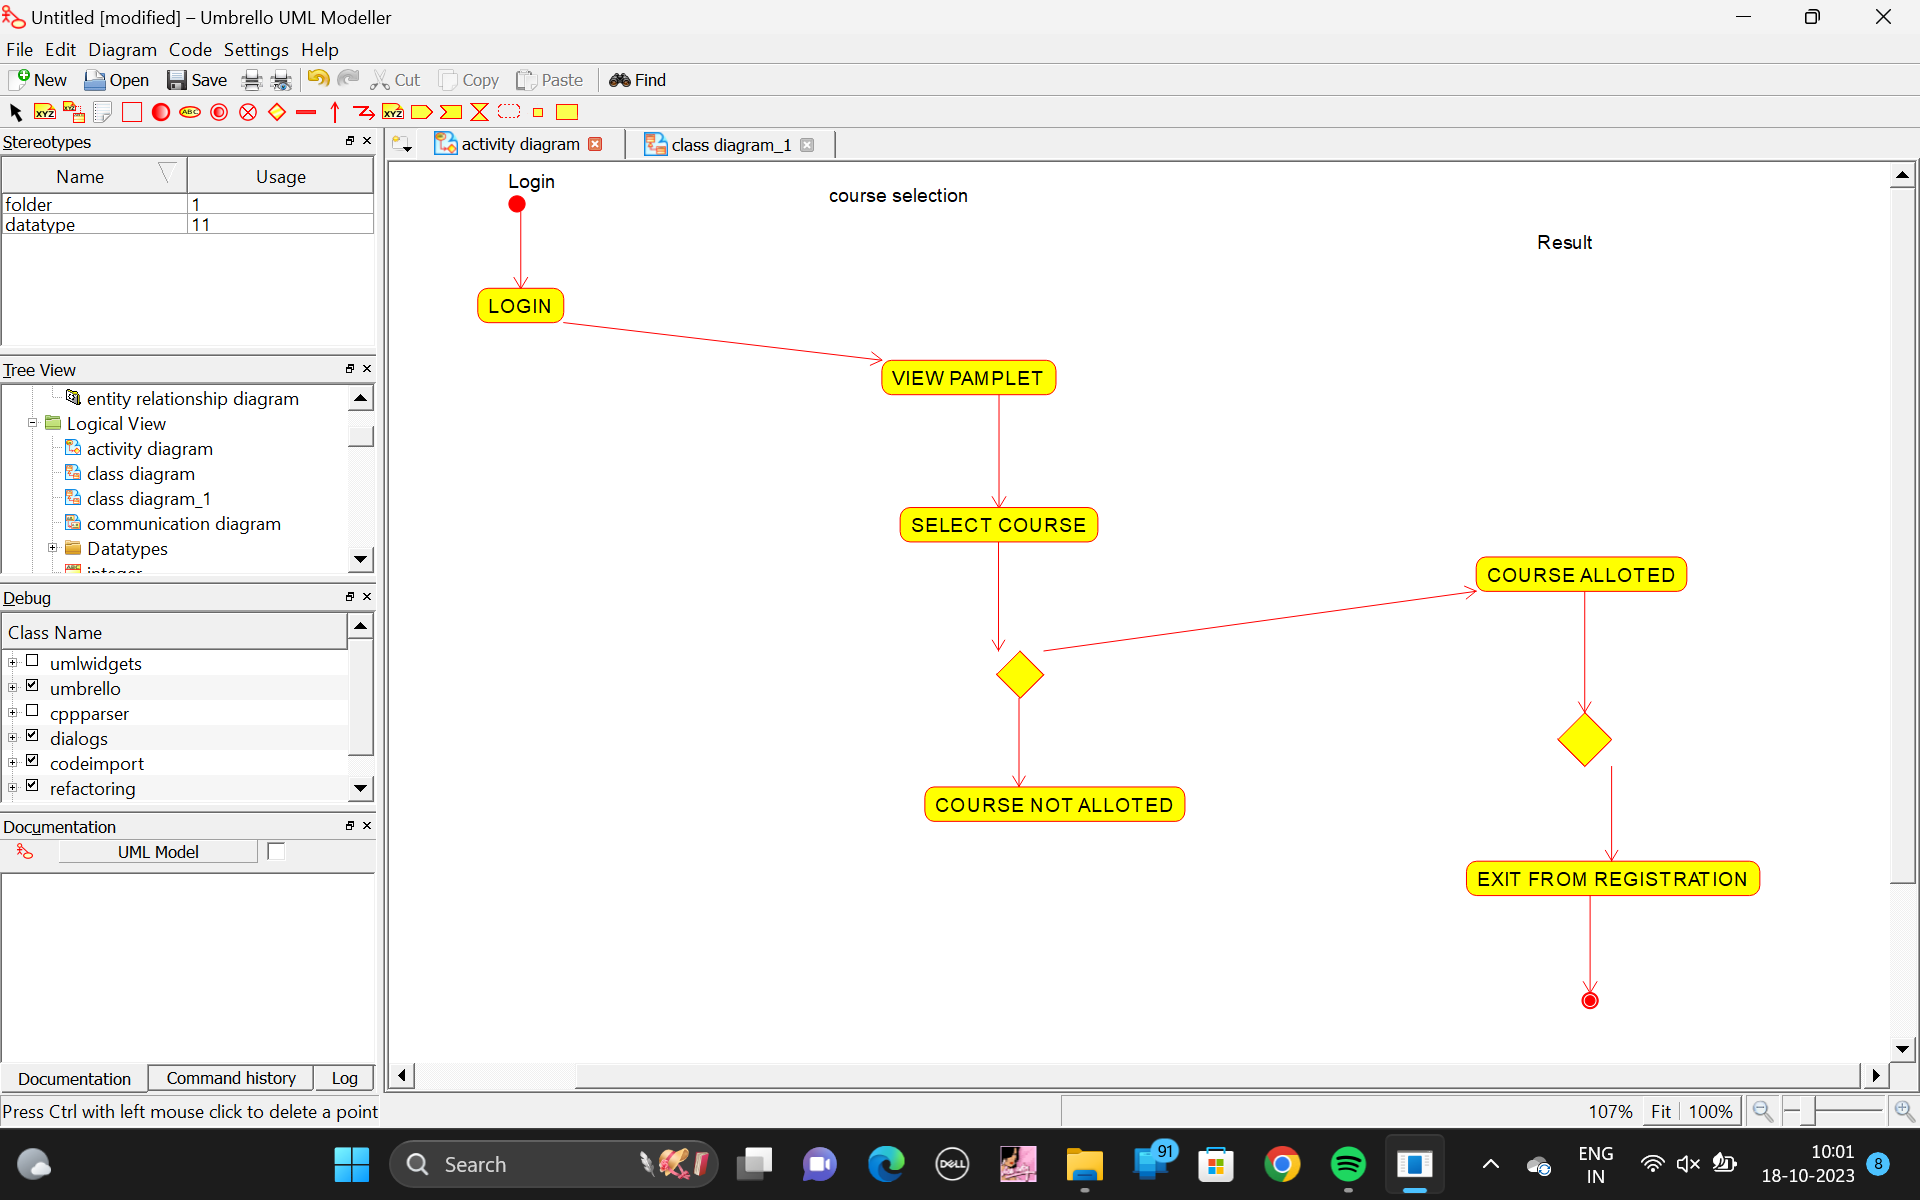 Untitled [modified] – Umbrello UML Modeller
File Edit Diagram Code Settings Help
New Open Save Cut Copy Paste Find
Stereotypes
Name Usage
folder 1
datatype 11
Tree View
entity relationship diagram
Logical View
activity diagram
class diagram
class diagram_1
communication diagram
Datatypes
integer
Debug
Class Name
umlwidgets
umbrello
cppparser
dialogs
codeimport
refactoring
Documentation
UML Model
Documentation Command history Log
Press Ctrl with left mouse click to delete a point
activity diagram class diagram_1
Login
course selection
Result
LOGIN
VIEW PAMPLET
SELECT COURSE
COURSE ALLOTED
COURSE NOT ALLOTED
EXIT FROM REGISTRATION
107% Fit 100%
Search
DELL
91
ENG
IN
10:01
18-10-2023
8